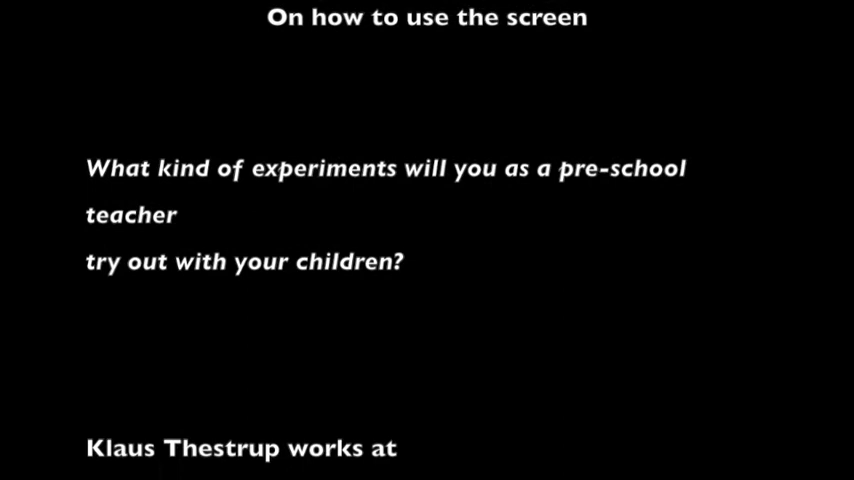 On how to use the screen
What kind of experiments will you as a pre-school
teacher
try out with your children?
Klaus Thestrup works at